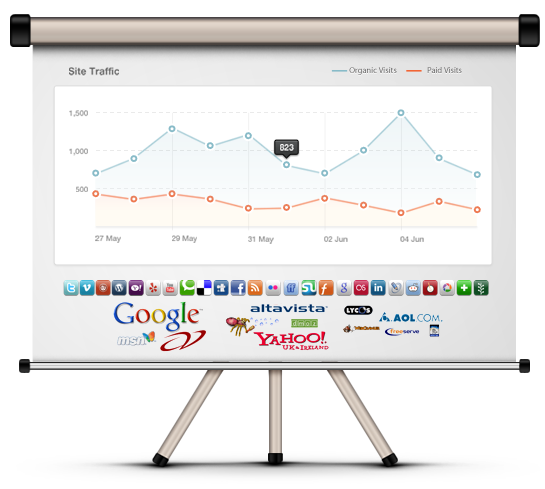 Site Traffic
Organic Visits
Paid Visits
1,500
1,000
500
823
27 May
29 May
31 May
02 Jun
04 Jun
Google
altavista
LYCOS
AOL.COM.
msn
YAHOO!
UK & IRELAND
freeserve